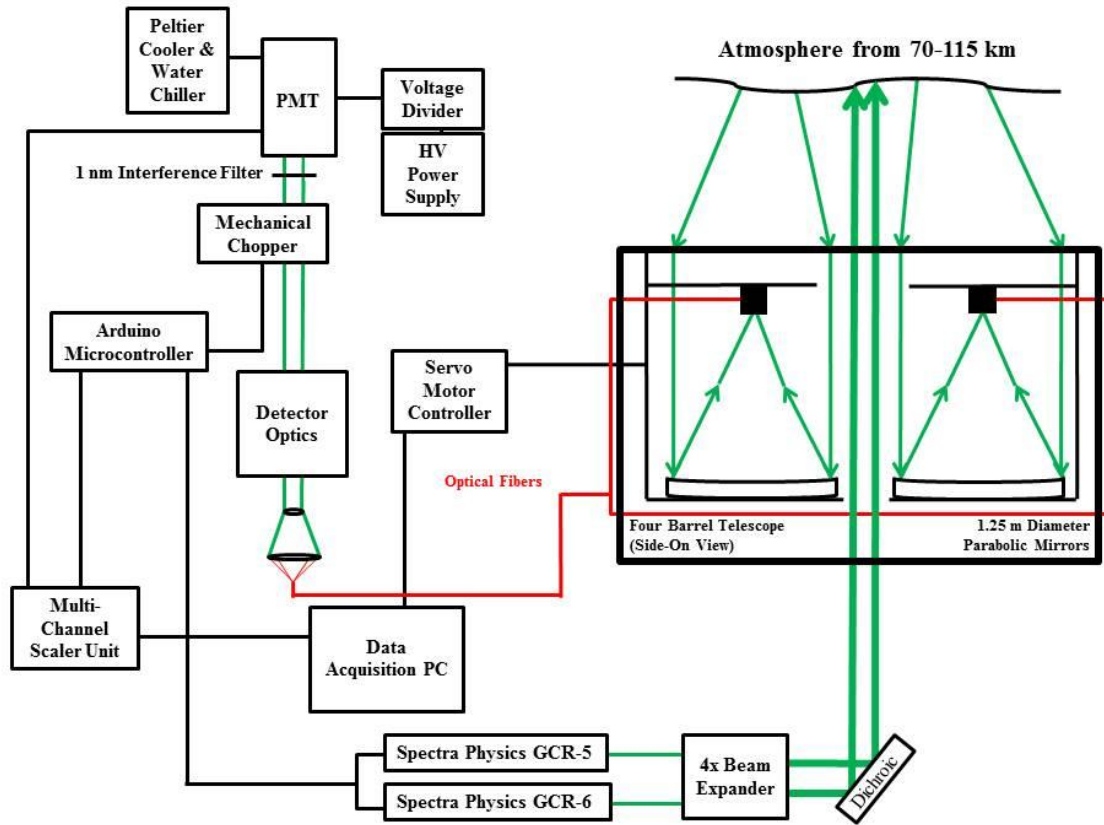 Peltier
Cooler &
Water
Chiller
PMT
Voltage
Divider
HV
Power
Supply
1 nm Interference Filter
Mechanical
Chopper
Arduino
Microcontroller
Detector
Optics
Servo
Motor
Controller
Optical Fibers
Multi-
Channel
Scaler Unit
Data
Acquisition PC
Spectra Physics GCR-5
Spectra Physics GCR-6
4x Beam
Expander
Dichroic
Atmosphere from 70-115 km
Four Barrel Telescope
(Side-On View)
1.25 m Diameter
Parabolic Mirrors